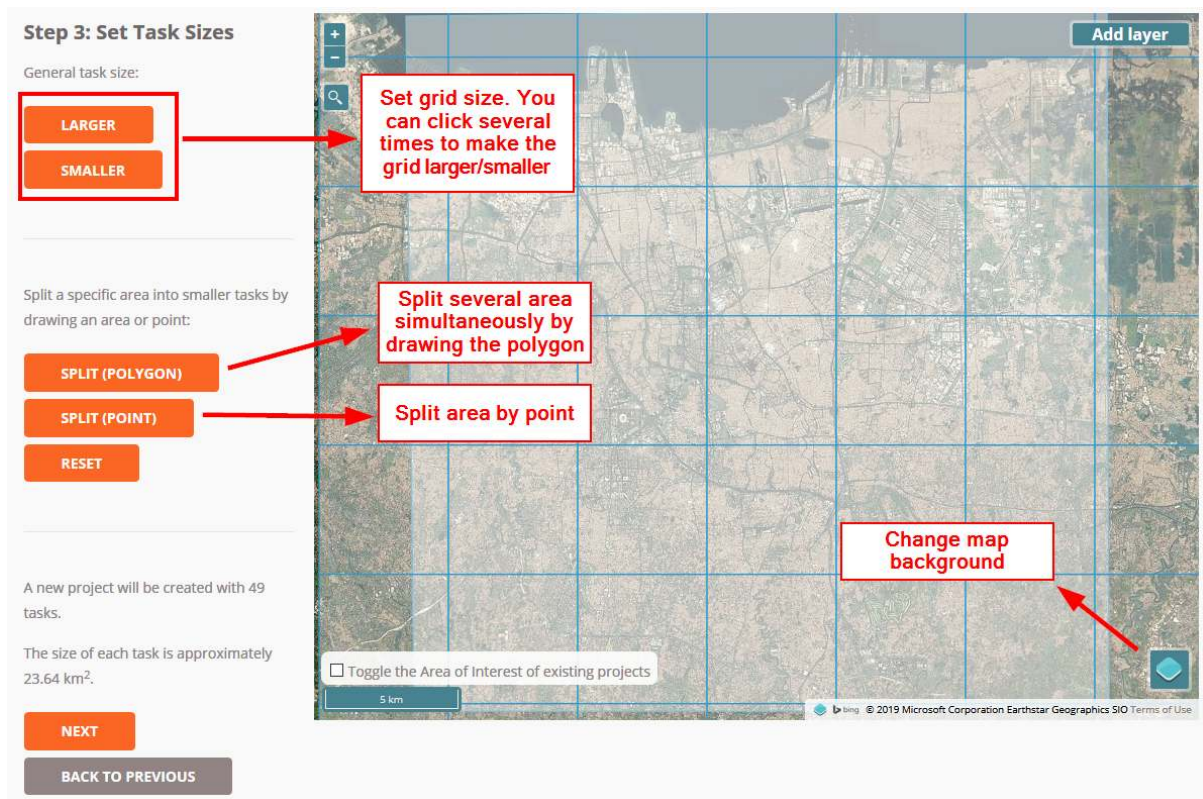 Step 3: Set Task Sizes
General task size:
LARGER
SMALLER
Split a specific area into smaller tasks by
drawing an area or point:
SPLIT (POLYGON)
SPLIT (POINT)
RESET
A new project will be created with 49
tasks.
The size of each task is approximately
23.64 km².
NEXT
BACK TO PREVIOUS
+
−
Add layer
Set grid size. You
can click several
times to make the
grid larger/smaller
Split several area
simultaneously by
drawing the polygon
Split area by point
Change map
background
Toggle the Area of Interest of existing projects
5 km
bing © 2019 Microsoft Corporation Earthstar Geographics SIO Terms of Use